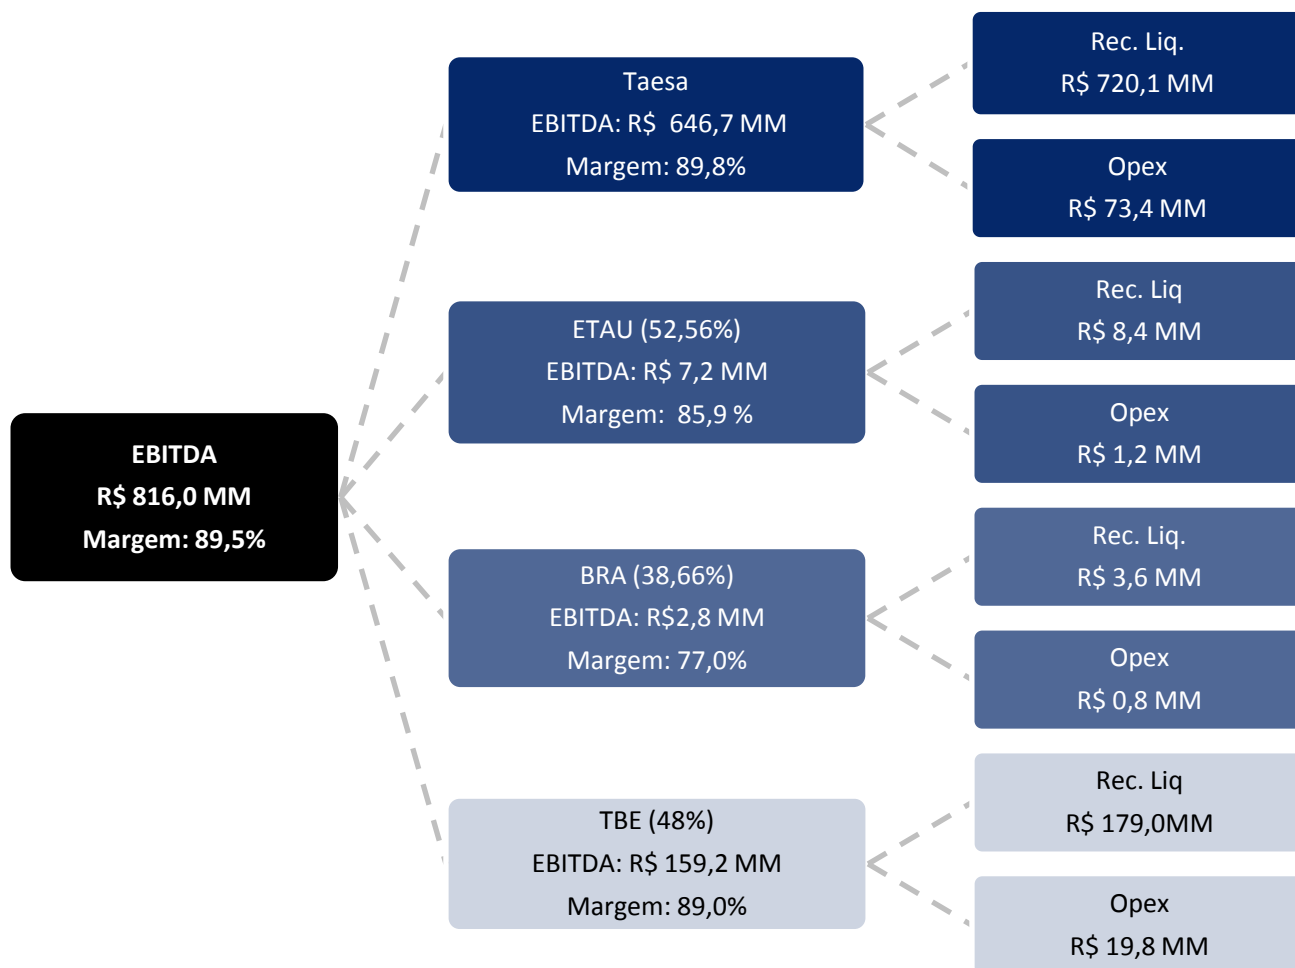 EBITDA
R$ 816,0 MM
Margem: 89,5%
Taesa
EBITDA: R$  646,7 MM
Margem: 89,8%
Rec. Liq.
R$ 720,1 MM
Opex
R$ 73,4 MM
ETAU (52,56%)
EBITDA: R$ 7,2 MM
Margem:  85,9 %
Rec. Liq
R$ 8,4 MM
Opex
R$ 1,2 MM
BRA (38,66%)
EBITDA: R$2,8 MM
Margem: 77,0%
Rec. Liq.
R$ 3,6 MM
Opex
R$ 0,8 MM
TBE (48%)
EBITDA: R$ 159,2 MM
Margem: 89,0%
Rec. Liq
R$ 179,0MM
Opex
R$ 19,8 MM